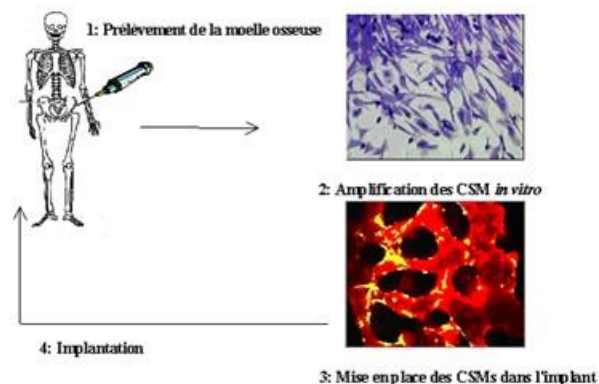 1: Prélèvement de la moelle osseuse
2: Amplification des CSM in vitro
3: Mise en place des CSMs dans l'implant
4: Implantation